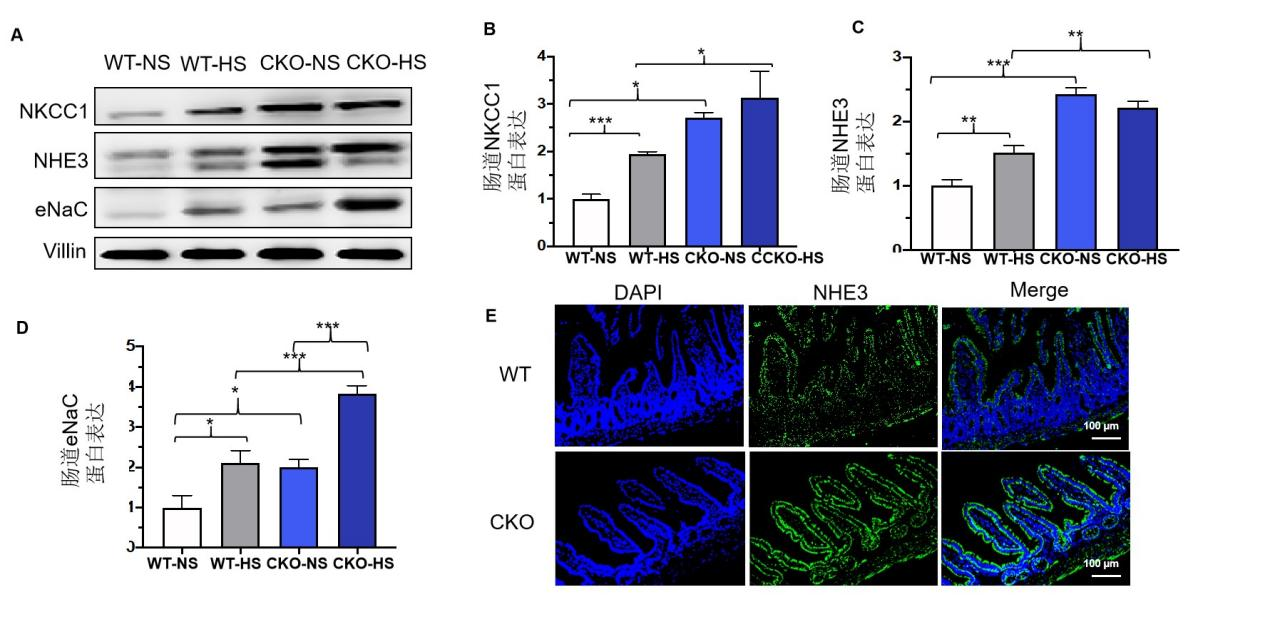 A
WT-NS WT-HS CKO-NS CKO-HS
NKCC1
NHE3
eNaC
Villin
B
肠道NKCC1
蛋白表达
4
3
2
1
0
***
*
*
WT-NS WT-HS CKO-NS CCKO-HS
C
肠道NHE3
蛋白表达
3
2
1
0
**
***
**
WT-NS WT-HS CKO-NS CKO-HS
D
肠道eNaC
蛋白表达
5
4
3
2
1
*
*
***
***
WT-NS WT-HS CKO-NS CKO-HS
E
DAPI NHE3 Merge
WT
100 µm
CKO
100 µm